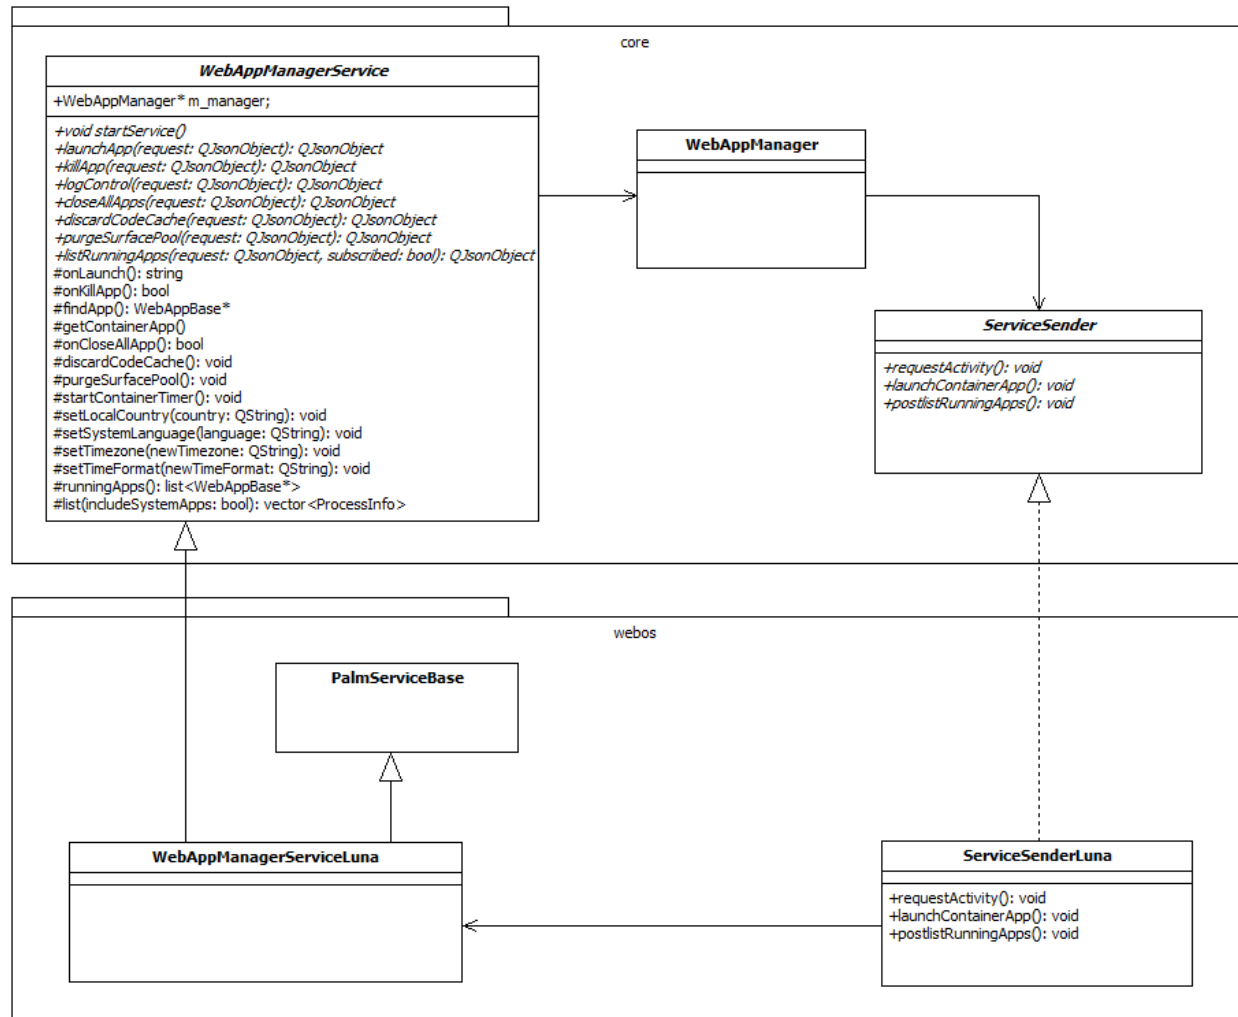 core
WebAppManagerService
+WebAppManager* m_manager;
+void startService()
+launchApp(request: QJsonObject): QJsonObject
+killApp(request: QJsonObject): QJsonObject
+logControl(request: QJsonObject): QJsonObject
+closeAllApps(request: QJsonObject): QJsonObject
+discardCodeCache(request: QJsonObject): QJsonObject
+purgeSurfacePool(request: QJsonObject): QJsonObject
+listRunningApps(request: QJsonObject, subscribed: bool): QJsonObject
#onLaunch(): string
#onKillApp(): bool
#findApp(): WebAppBase*
#getContainerApp()
#onCloseAllApp(): bool
#discardCodeCache(): void
#purgeSurfacePool(): void
#startContainerTimer(): void
#setLocalCountry(country: QString): void
#setSystemLanguage(language: QString): void
#setTimezone(newTimezone: QString): void
#setTimeFormat(newTimeFormat: QString): void
#runningApps(): list<WebAppBase*>
#list(includeSystemApps: bool): vector<ProcessInfo>
WebAppManager
ServiceSender
+requestActivity(): void
+launchContainerApp(): void
+postlistRunningApps(): void
webos
PalmServiceBase
WebAppManagerServiceLuna
ServiceSenderLuna
+requestActivity(): void
+launchContainerApp(): void
+postlistRunningApps(): void